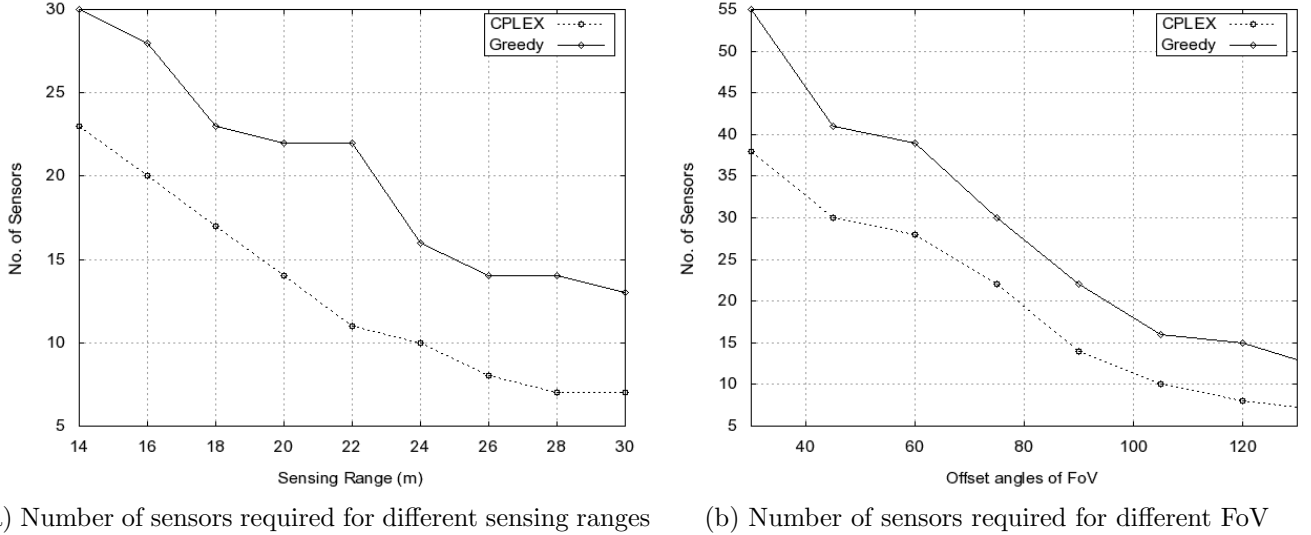 30
25
20
15
10
5
No. of Sensors
CPLEX
Greedy
14 16 18 20 22 24 26 28 30
Sensing Range (m)
55
50
45
40
35
30
25
20
15
10
5
No. of Sensors
CPLEX
Greedy
40 60 80 100 120
Offset angles of FoV
) Number of sensors required for different sensing ranges
(b) Number of sensors required for different FoV